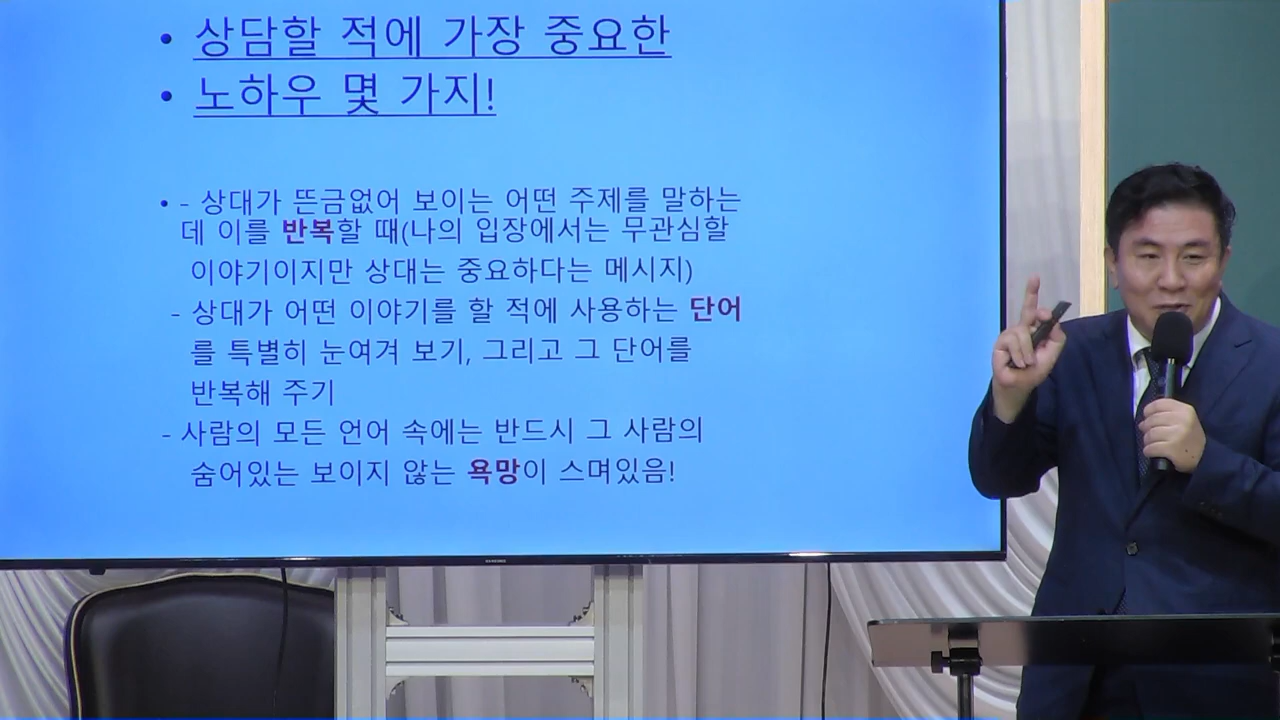 • 상담할 적에 가장 중요한
• 노하우 몇 가지!
• - 상대가 뜬금없어 보이는 어떤 주제를 말하는
데 이를 반복할 때(나의 입장에서는 무관심할
이야기이지만 상대는 중요하다는 메시지)
- 상대가 어떤 이야기를 할 적에 사용하는 단어
를 특별히 눈여겨 보기, 그리고 그 단어를
반복해 주기
- 사람의 모든 언어 속에는 반드시 그 사람의
숨어있는 보이지 않는 욕망이 스며있음!
SAMSUNG